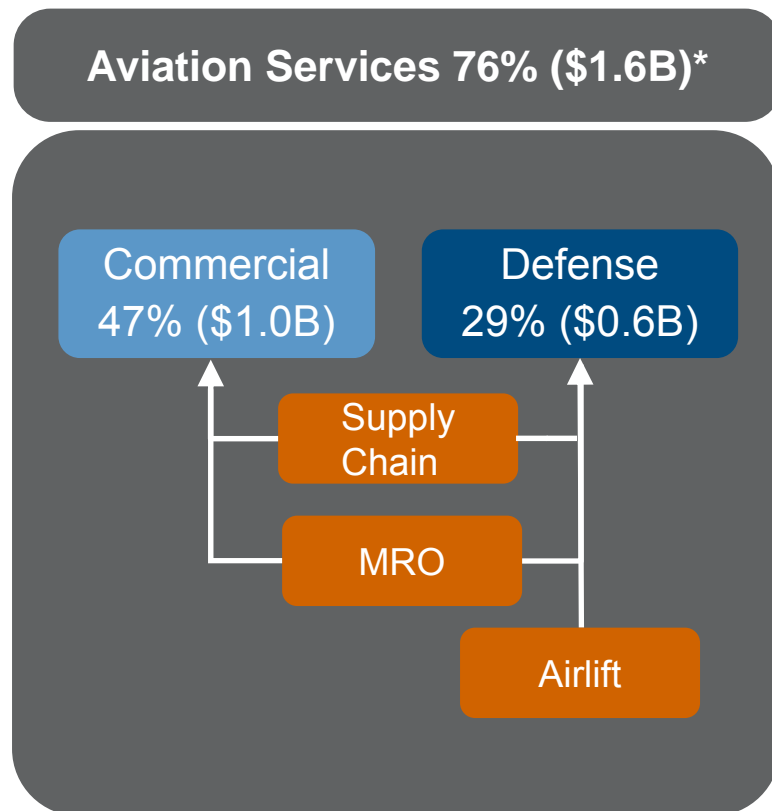 Aviation Services 76% ($1.6B)*
Commercial
47% ($1.0B)
Defense
29% ($0.6B)
Supply
Chain
MRO
Airlift